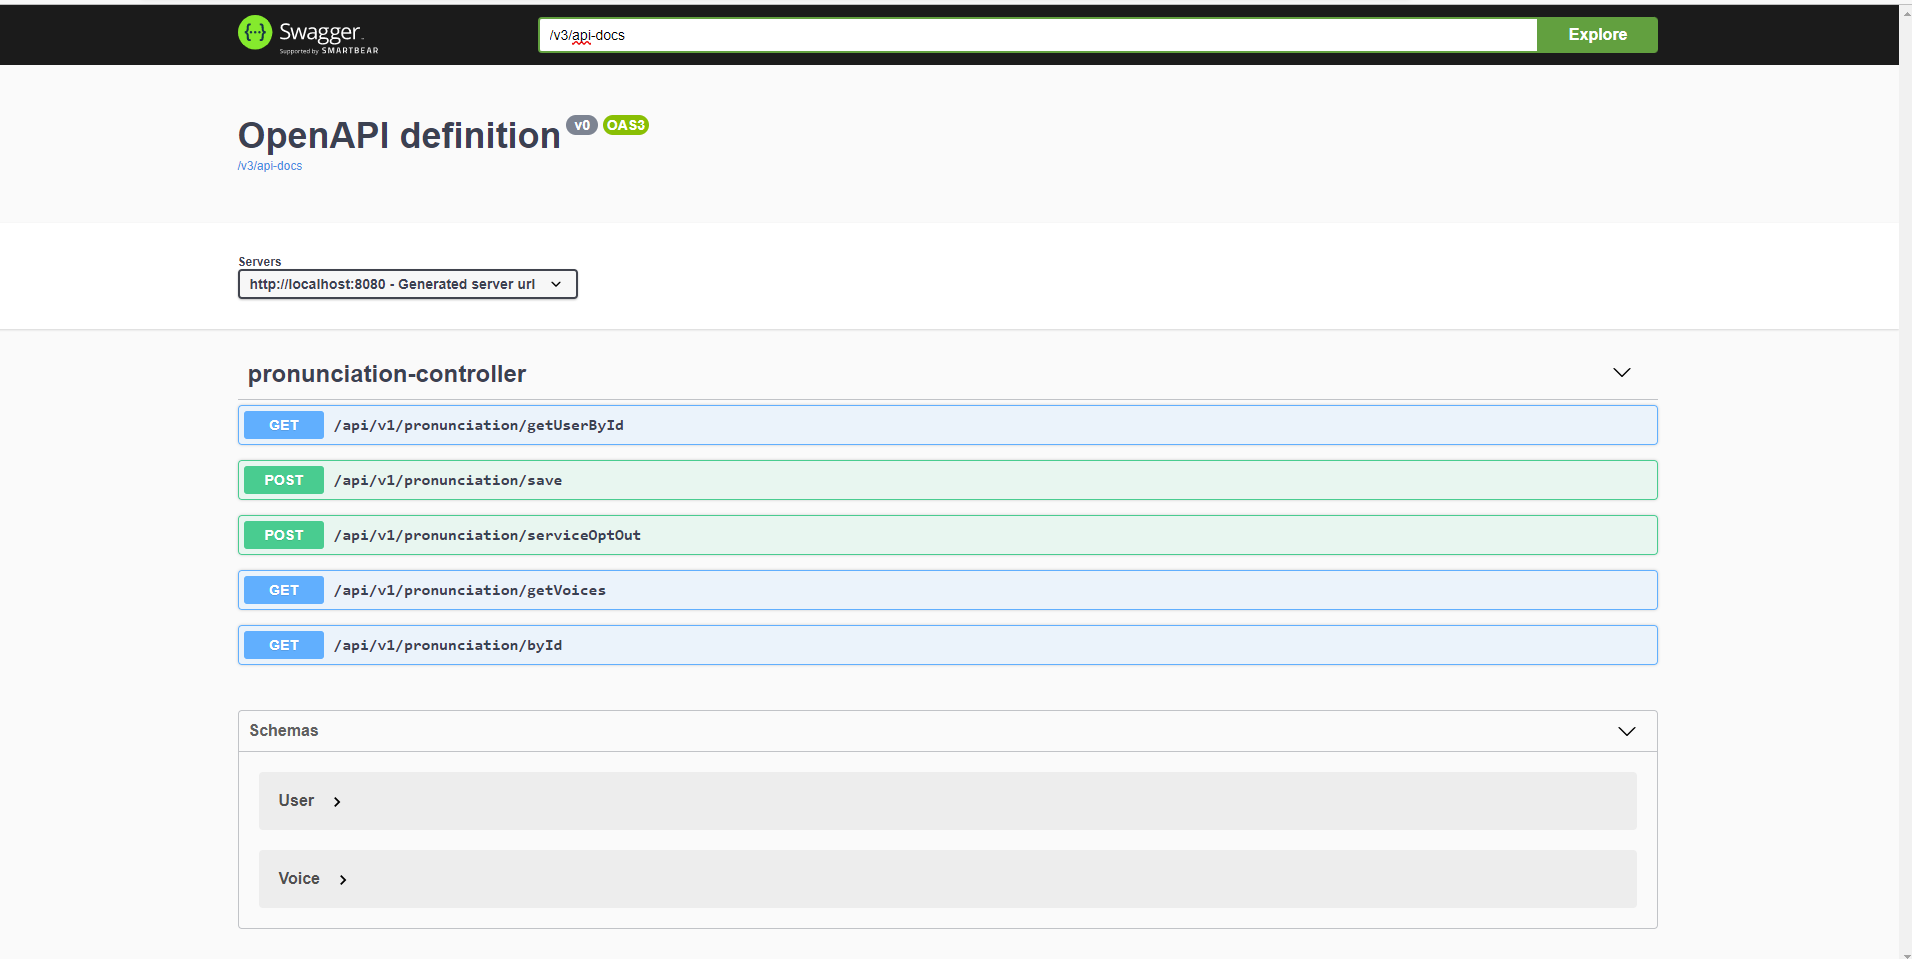 Swagger.
Supported by SMARTBEAR
/v3/api-docs
Explore
OpenAPI definition v0 OAS3
/v3/api-docs
Servers
http://localhost:8080 - Generated server url
pronunciation-controller
GET /api/v1/pronunciation/getUserById
POST /api/v1/pronunciation/save
POST /api/v1/pronunciation/serviceOptOut
GET /api/v1/pronunciation/getVoices
GET /api/v1/pronunciation/byId
Schemas
User
Voice